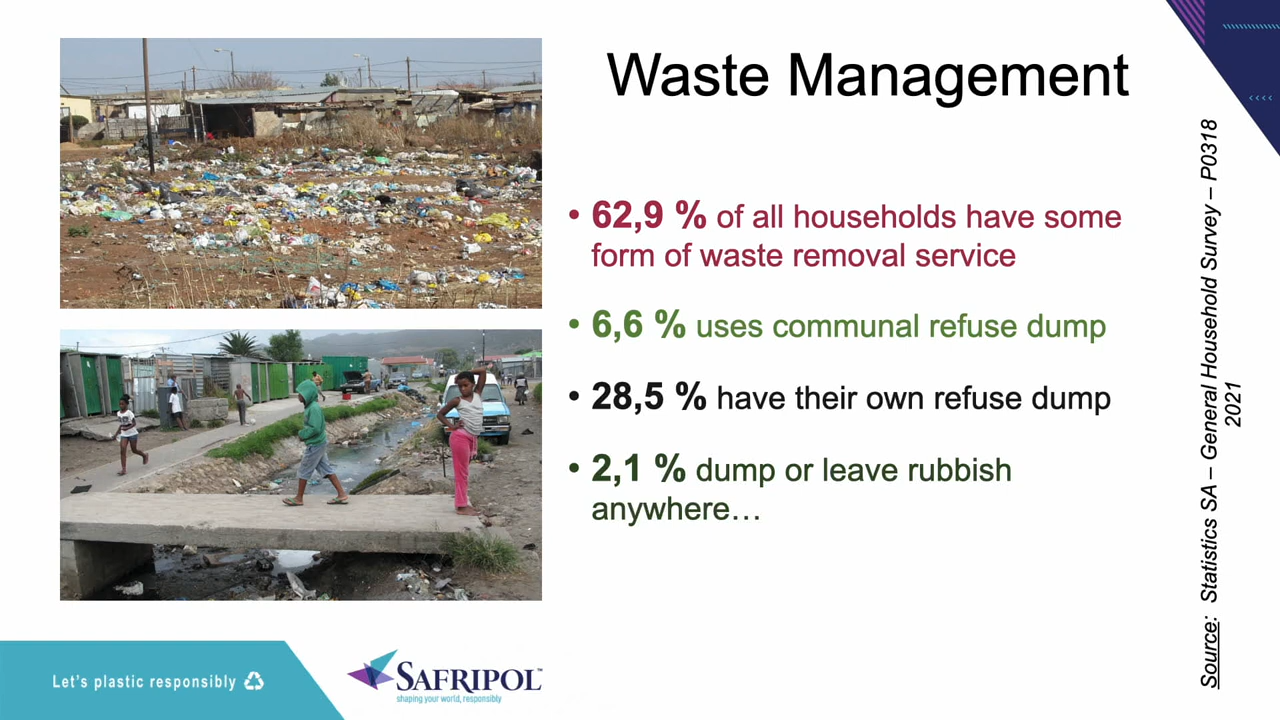 Waste Management
• 62,9 % of all households have some
form of waste removal service
• 6,6 % uses communal refuse dump
• 28,5 % have their own refuse dump
• 2,1 % dump or leave rubbish
anywhere…
Source: Statistics SA – General Household Survey – P0318
2021
Let's plastic responsibly
SAFRIPOL™
shaping your world, responsibly